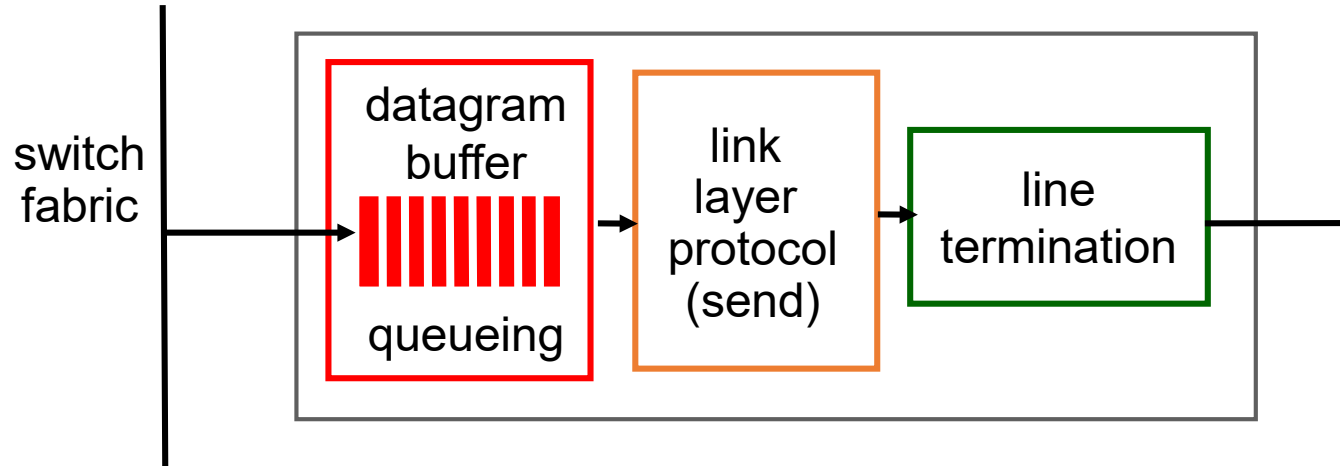 switch
fabric
datagram
buffer
queueing
link
layer
protocol
(send)
line
termination